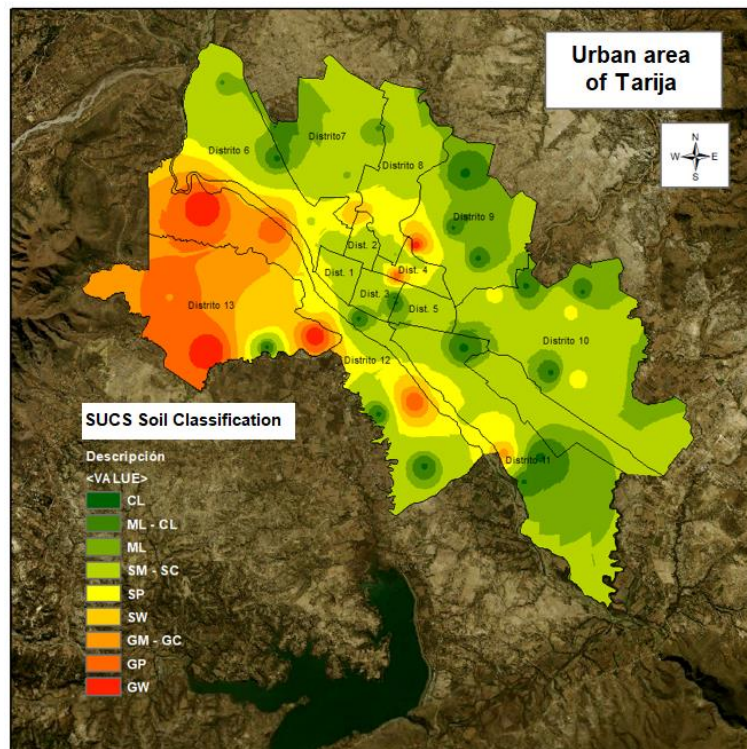 Urban area
of Tarija
N
W E
S
Distrito 6
Distrito7
Distrito 8
Distrito 9
Dist. 2
Dist. 1
Dist. 4
Dist. 3
Dist. 5
Distrito 13
Distrito 10
Distrito 12
Distrito 11
SUCS Soil Classification
Descripción
<VALUE>
CL
ML - CL
ML
SM - SC
SP
SW
GM - GC
GP
GW